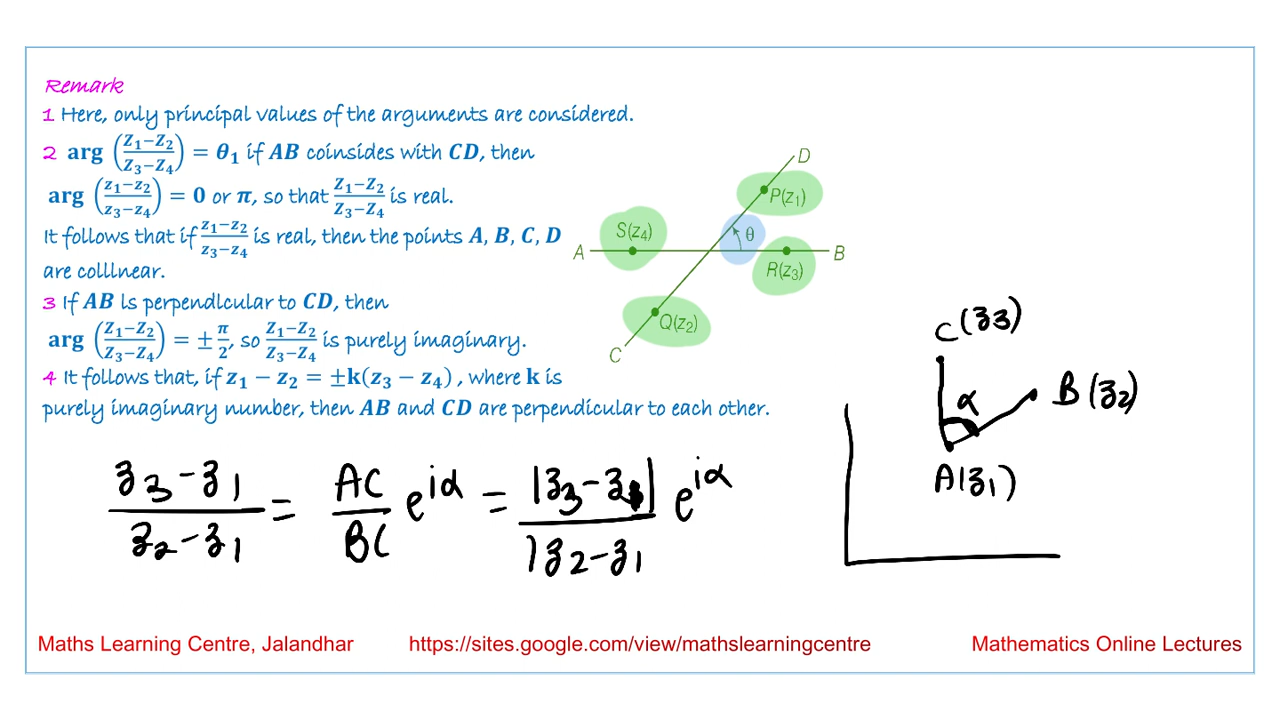 Remark
1 Here, only principal values of the arguments are considered.
2 arg (z₁−z₂/z₃−z₄) = θ₁ if AB coinsides with CD, then
arg (z₁−z₂/z₃−z₄) = 0 or π, so that z₁−z₂/z₃−z₄ is real.
It follows that if z₁−z₂/z₃−z₄ is real, then the points A, B, C, D
are colllnear.
3 If AB is perpendlcular to CD, then
arg (z₁−z₂/z₃−z₄) = ± π/2, so z₁−z₂/z₃−z₄ is purely imaginary.
4 It follows that, if z₁ − z₂ = ±k(z₃ − z₄) , where k is
purely imaginary number, then AB and CD are perpendicular to each other.
D
P(z₁)
S(z₄)
θ
A
B
R(z₃)
Q(z₂)
C
C(z₃)
α
B(z₂)
A(z₁)
z₃−z₁/z₂−z₁ = AC/BC e^iα = |z₃−z₁|/|z₂−z₁ e^iα
Maths Learning Centre, Jalandhar
https://sites.google.com/view/mathslearningcentre
Mathematics Online Lectures